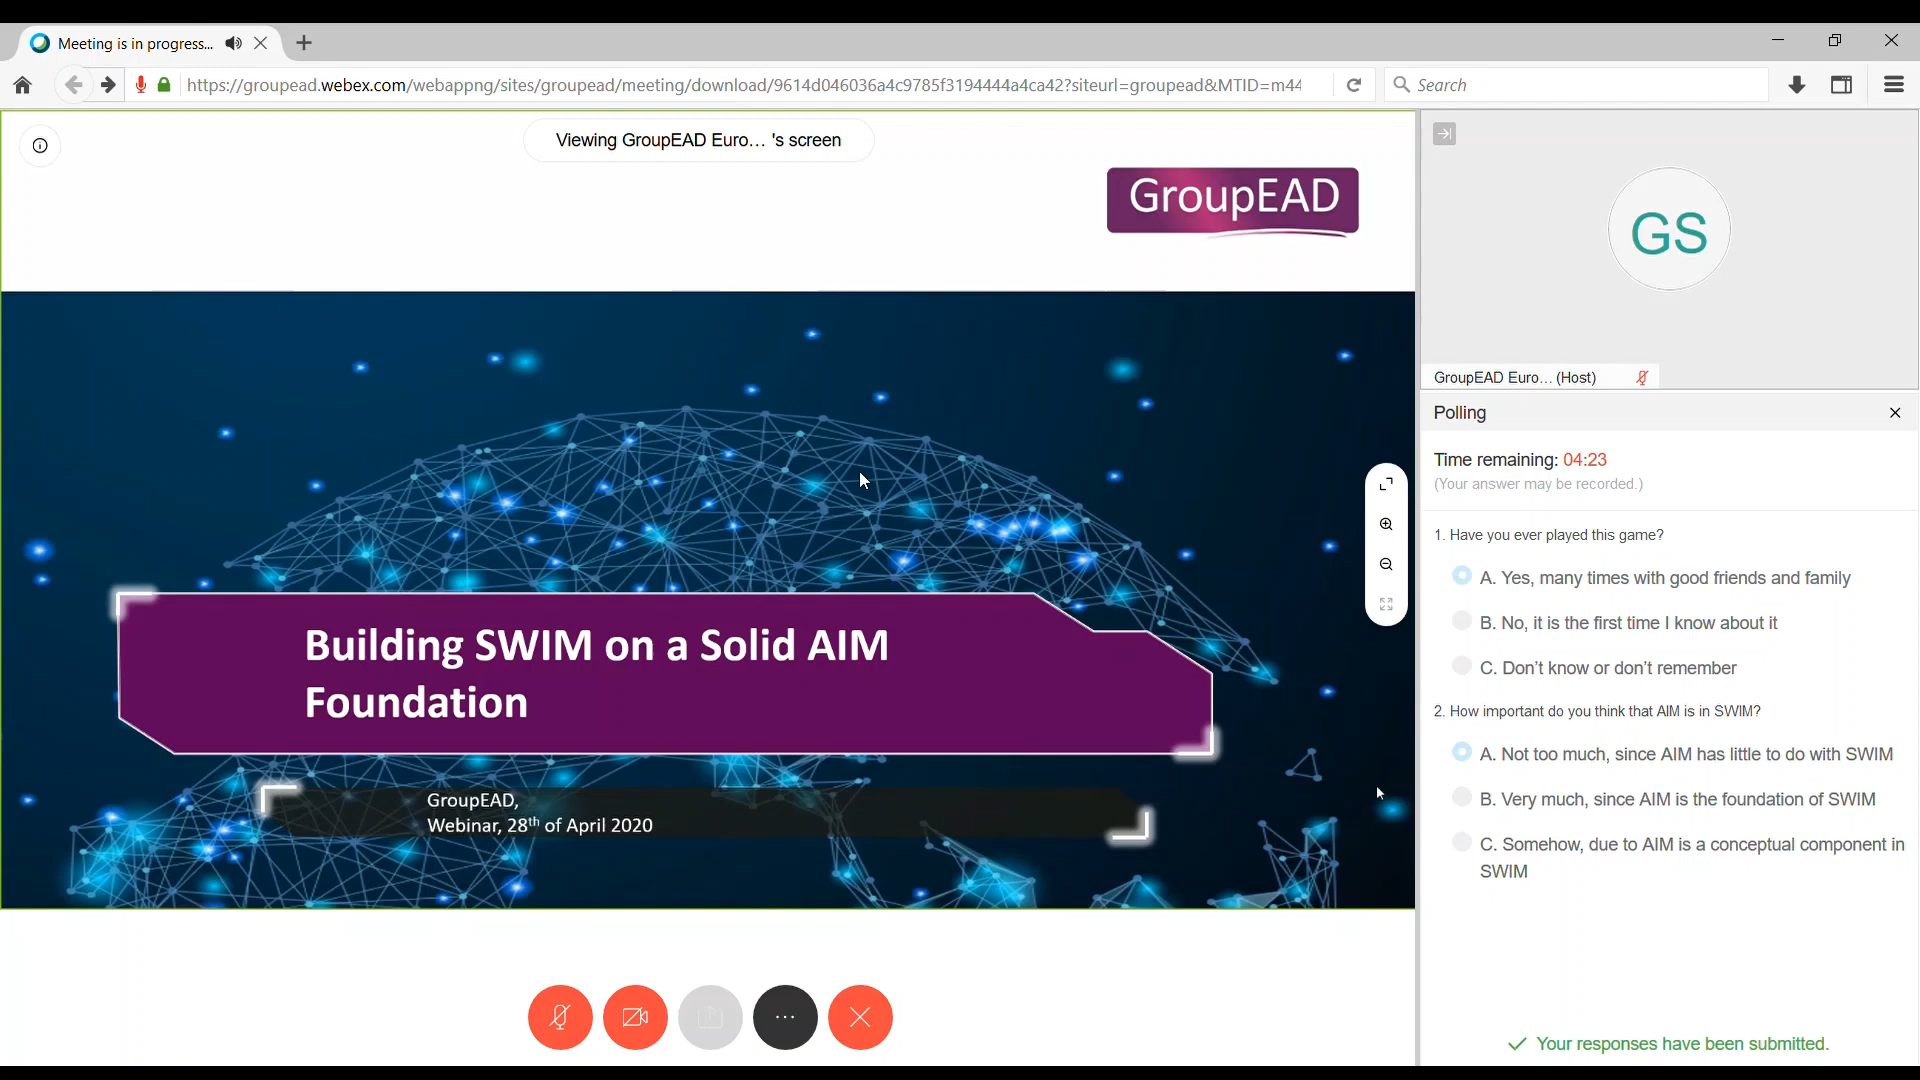 Meeting is in progress...
https://groupead.webex.com/webappng/sites/groupead/meeting/download/9614d046036a4c9785f3194444a4ca42?siteurl=groupead&MTID=m44
Search
Viewing GroupEAD Euro... 's screen
GroupEAD
Building SWIM on a Solid AIM
Foundation
GroupEAD,
Webinar, 28th of April 2020
GS
GroupEAD Euro... (Host)
Polling
Time remaining: 04:23
(Your answer may be recorded.)
1. Have you ever played this game?
A. Yes, many times with good friends and family
B. No, it is the first time I know about it
C. Don't know or don't remember
2. How important do you think that AIM is in SWIM?
A. Not too much, since AIM has little to do with SWIM
B. Very much, since AIM is the foundation of SWIM
C. Somehow, due to AIM is a conceptual component in
SWIM
Your responses have been submitted.